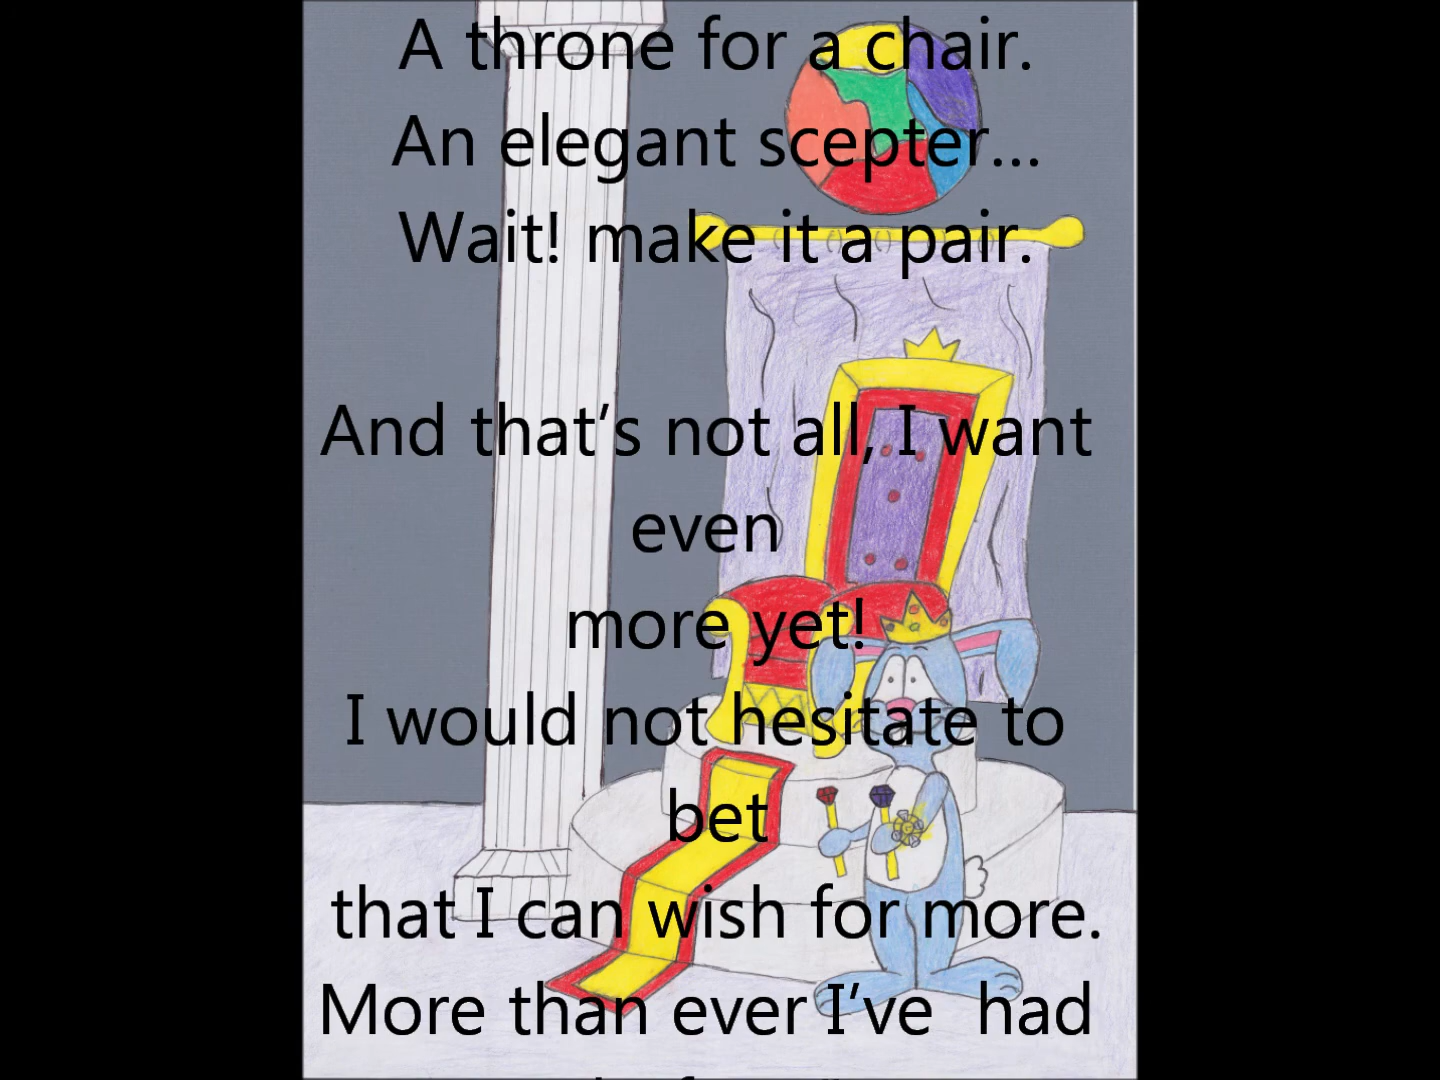 A throne for a chair.
An elegant scepter...
Wait! make it a pair.
And that's not all, I want
even
more yet!
I would not hesitate to
bet
that I can wish for more.
More than ever I've  had